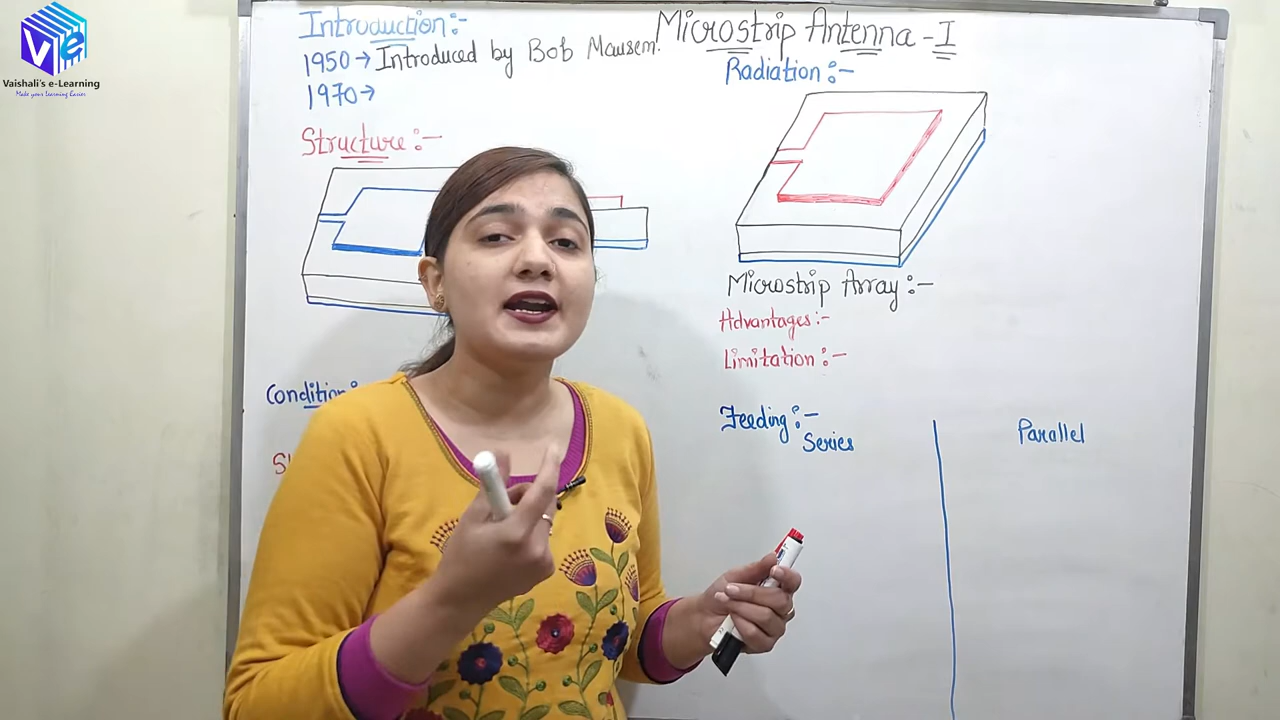 Vaishali's e-Learning
Make your Learning Easier
Microstrip Antenna - I
Introduction :-
1950 → Introduced by Bob
1970 →
Structure :-
Condition :
Radiation :-
Microstrip Array :-
Advantages :-
Limitation :-
Feeding :-
Series
Parallel